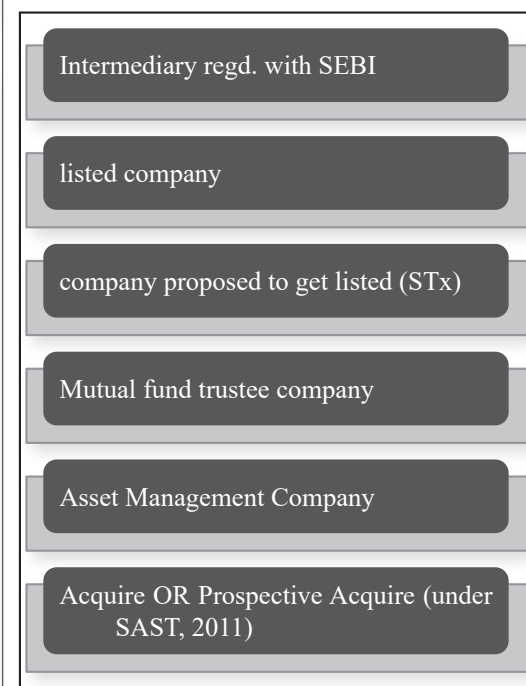 Intermediary regd. with SEBI
listed company
company proposed to get listed (STx)
Mutual fund trustee company
Asset Management Company
Acquire OR Prospective Acquire (under
SAST, 2011)